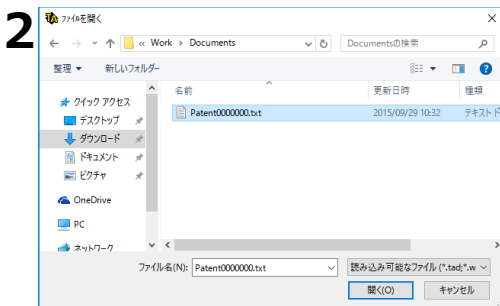 2
ファイルを開く
« Work > Documents
Documentsの検索
整理 ▼ 新しいフォルダー
名前
更新日時
種類
クイック アクセス
デスクトップ
ダウンロード
ドキュメント
ピクチャ
OneDrive
PC
ネットワーク
Patent0000000.txt
2015/09/29 10:32
テキスト ド
ファイル名(N):
Patent0000000.txt
読み込み可能なファイル (*.tad;*.w
開く(O)
キャンセル